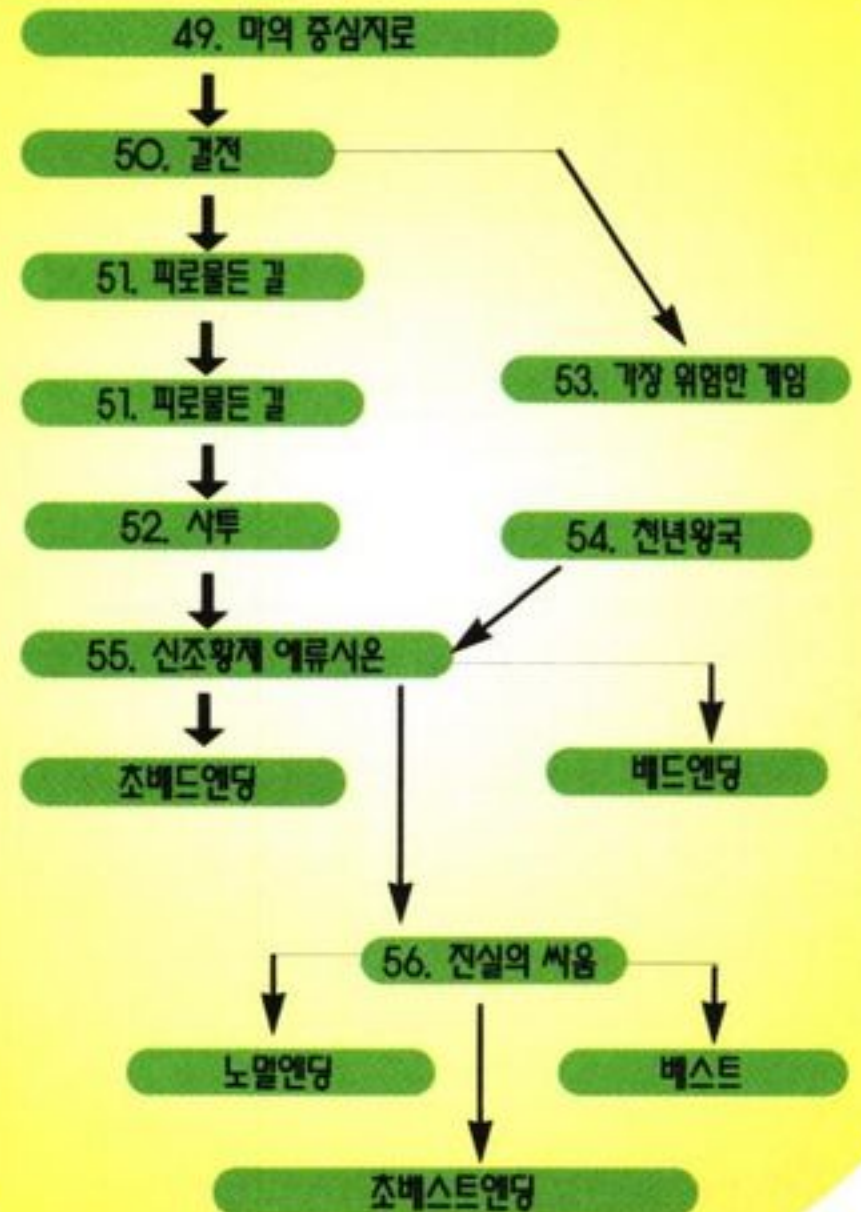 49. 마의 중심지로
50. 결전
51. 피로물든 길
53. 가장 위험한 게임
51. 피로물든 길
52. 사투
54. 천년왕국
55. 신조황제 에류시온
초배드엔딩
배드엔딩
56. 진실의 싸움
노멀엔딩
베스트
초베스트엔딩